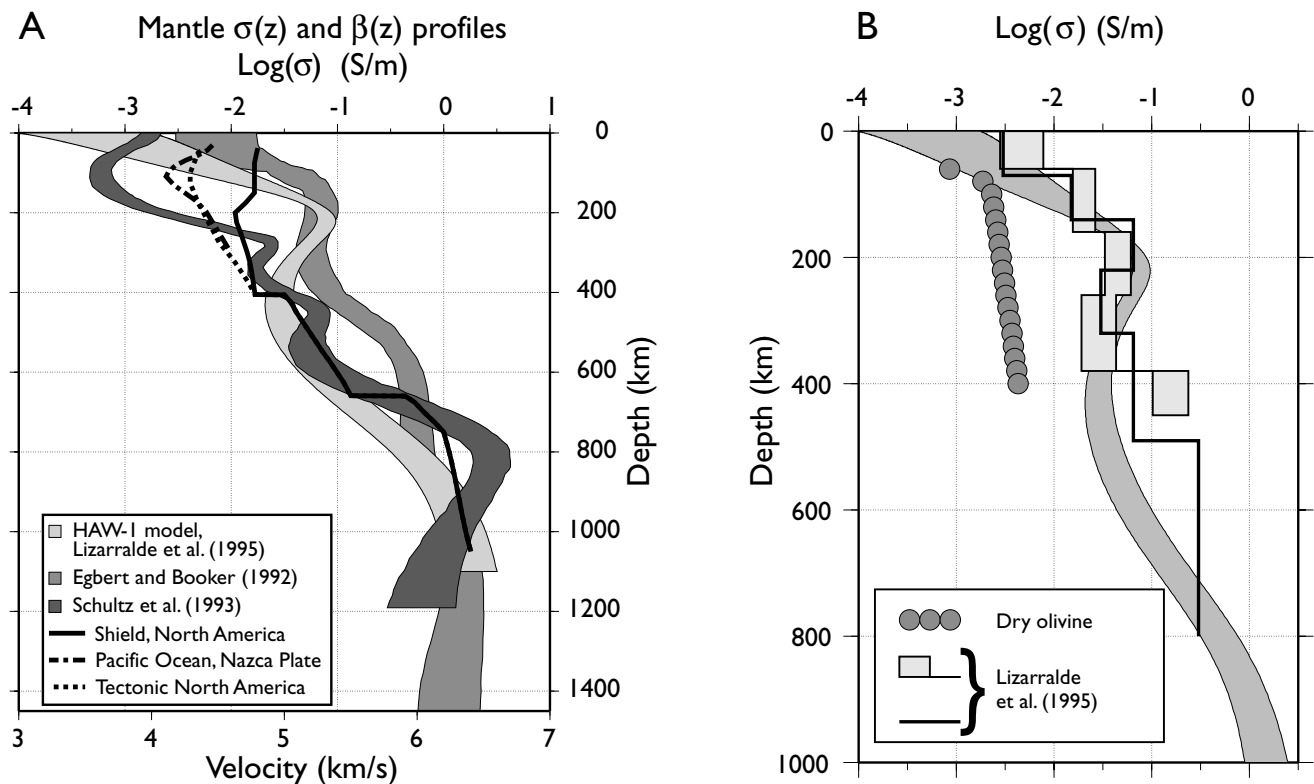 A
Mantle σ(z) and β(z) profiles
Log(σ) (S/m)
-4 -3 -2 -1 0 1
0
200
400
600
800
1000
1200
1400
Depth (km)
HAW-1 model,
Lizarralde et al. (1995)
Egbert and Booker (1992)
Schultz et al. (1993)
Shield, North America
Pacific Ocean, Nazca Plate
Tectonic North America
3 4 5 6 7
Velocity (km/s)
B
Log(σ) (S/m)
-4 -3 -2 -1 0
0
200
400
600
800
1000
Depth (km)
Dry olivine
Lizarralde
et al. (1995)